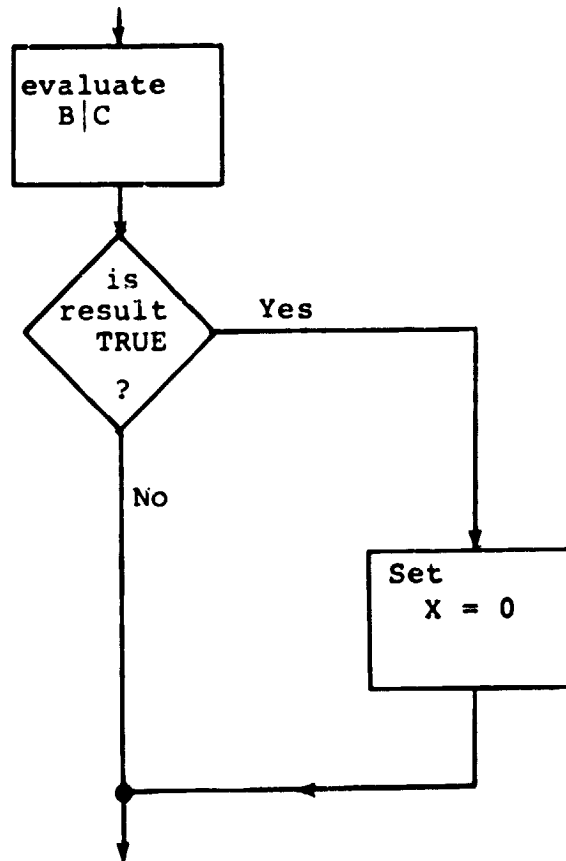 evaluate
B|C
is
result
TRUE
?
Yes
No
Set
X = 0